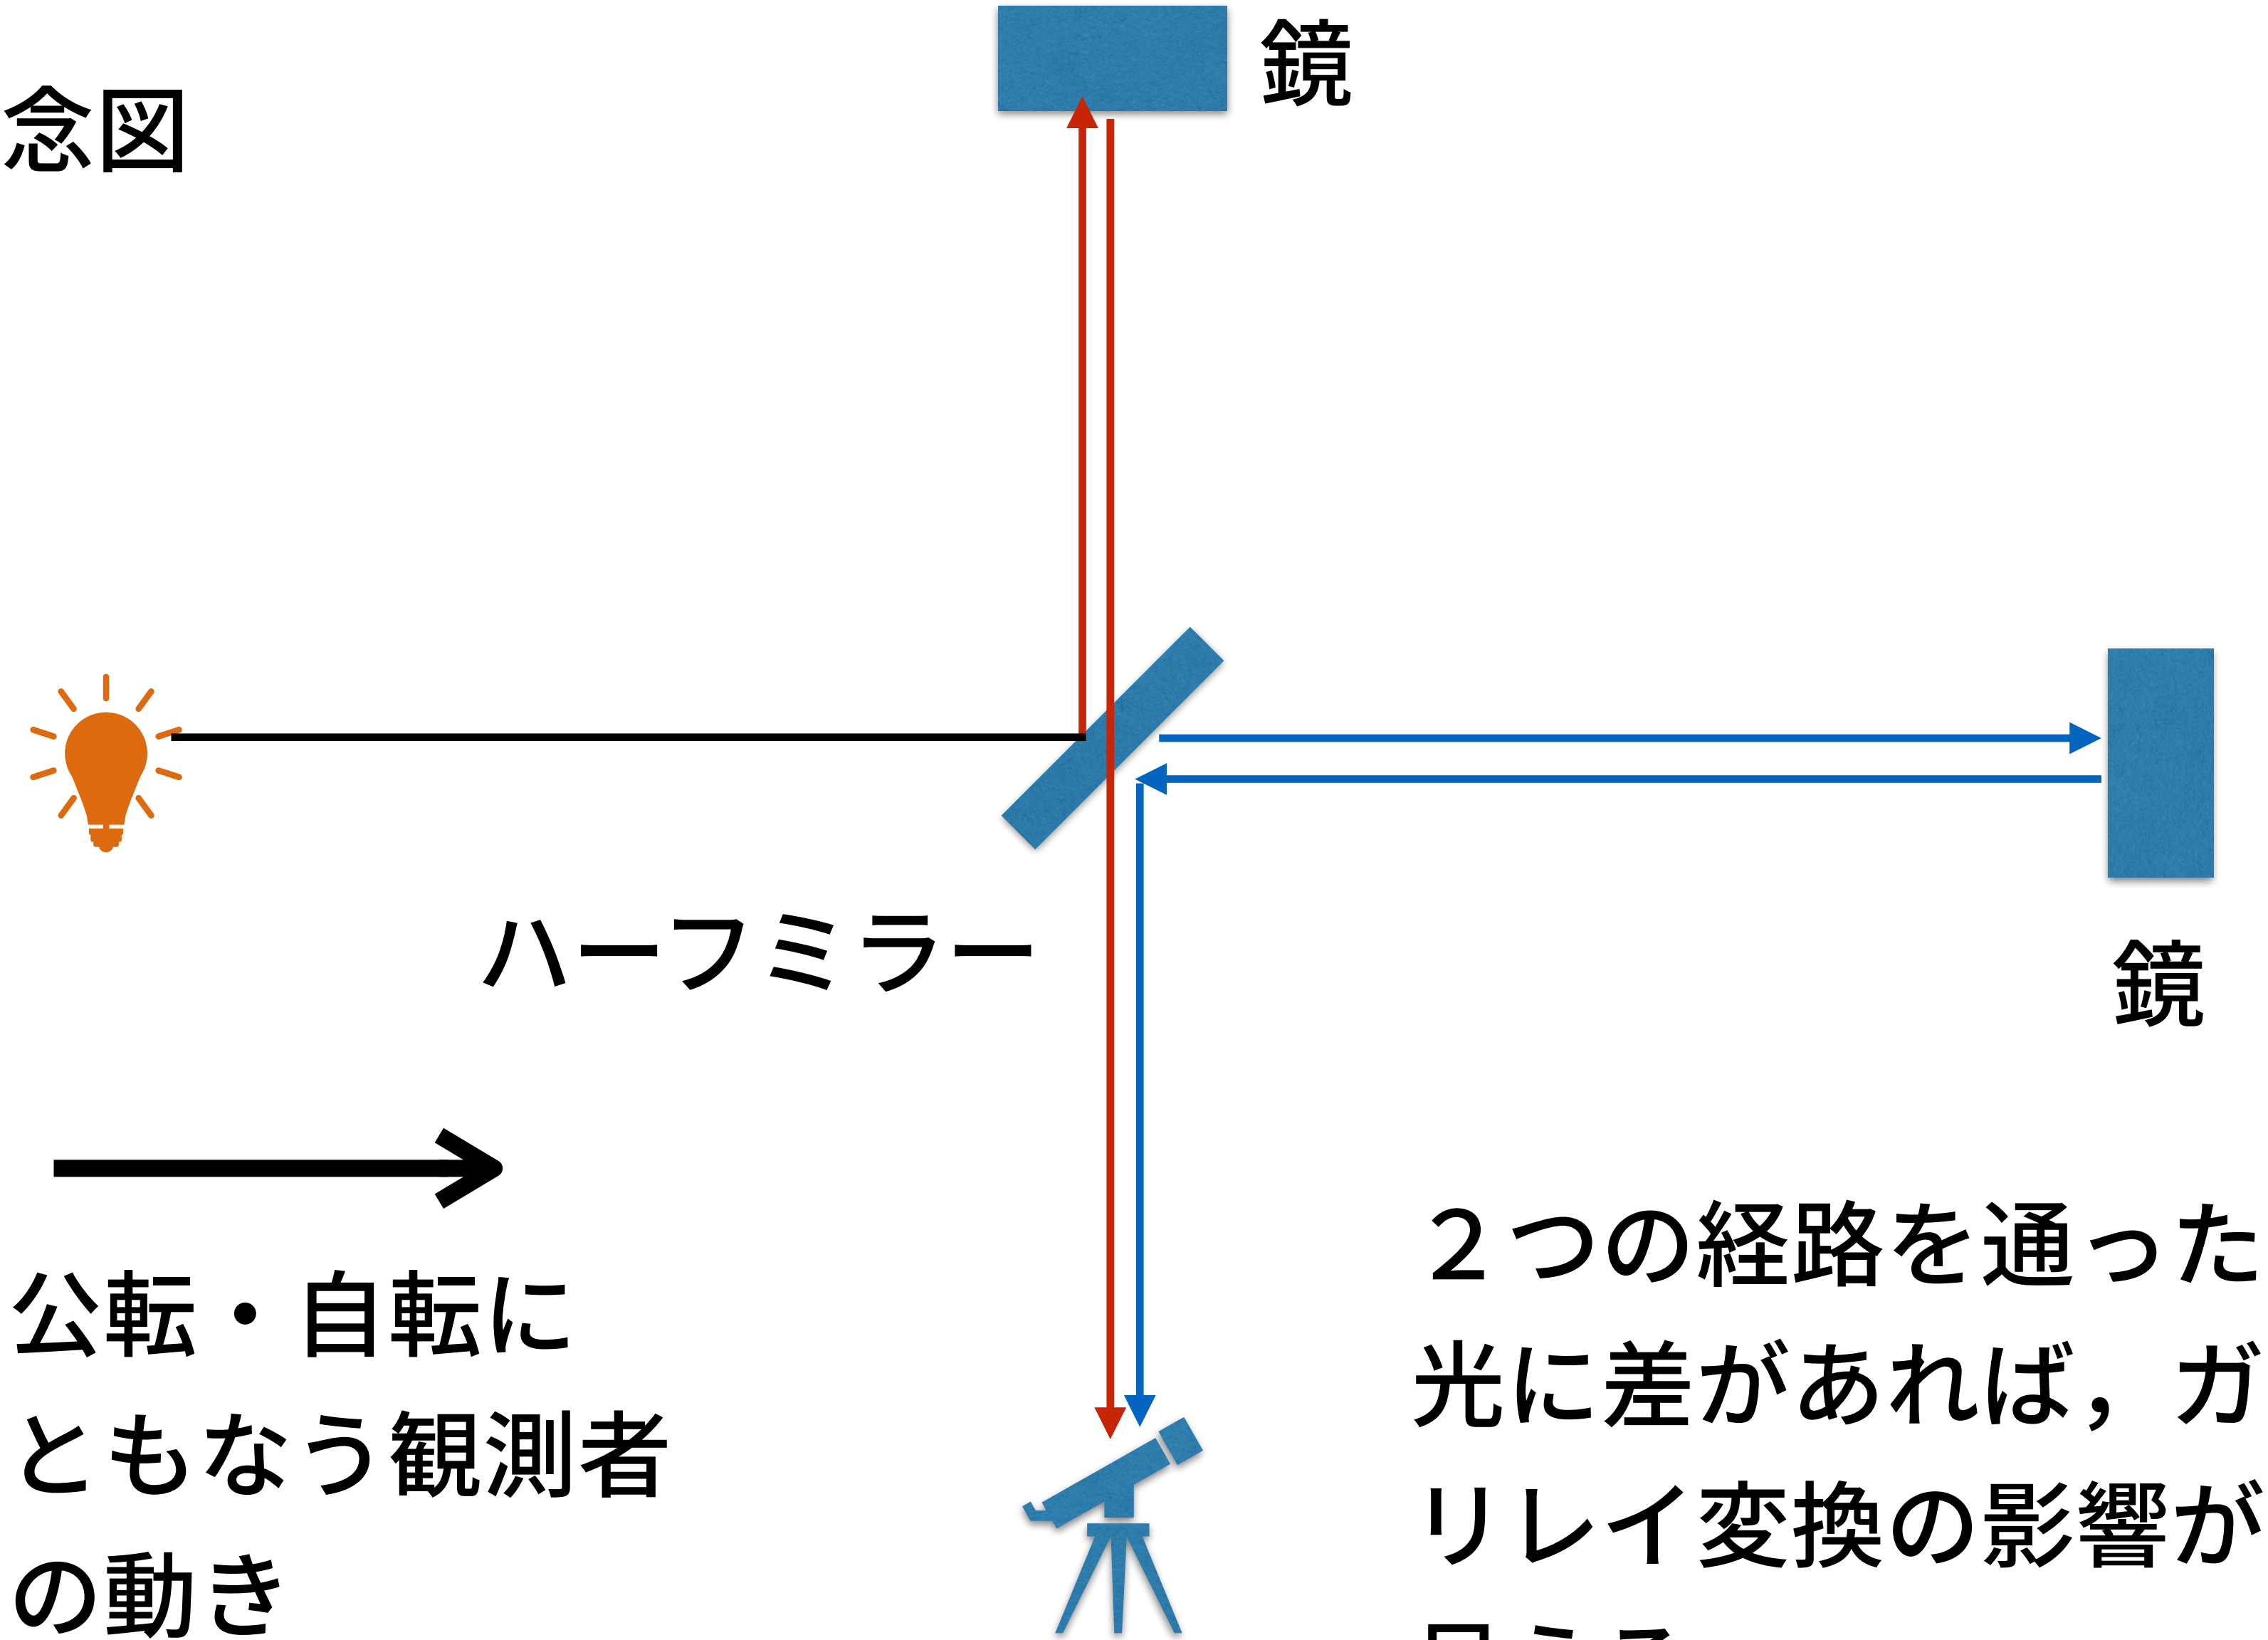 念図
鏡
ハーフミラー
鏡
公転・自転に
ともなう観測者
の動き
２つの経路を通った
光に差があれば，ガ
リレイ変換の影響が